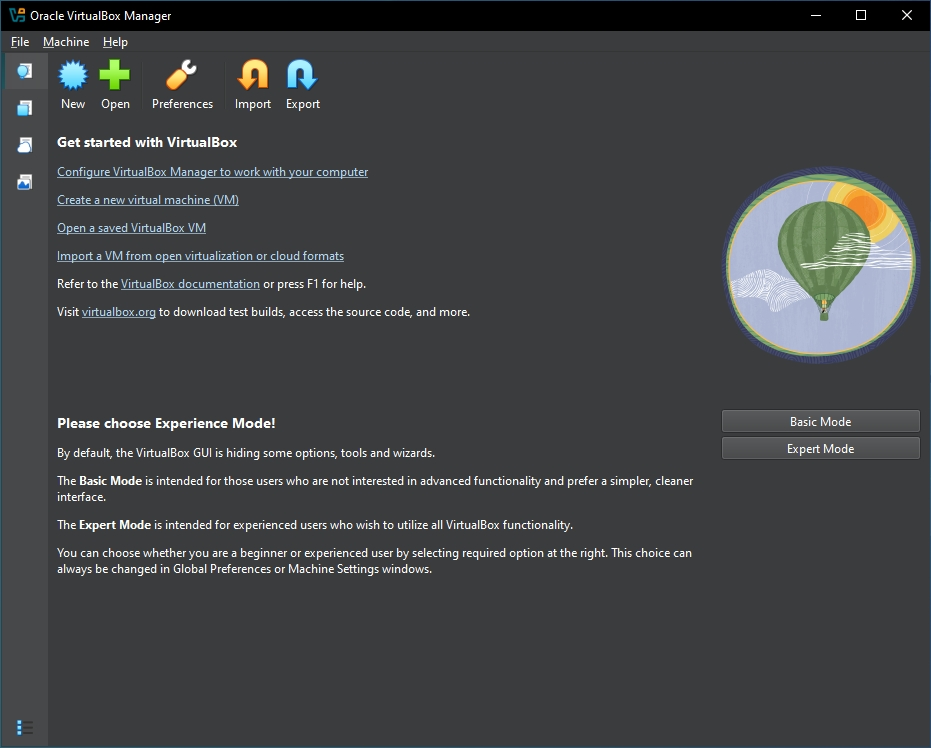 Oracle VirtualBox Manager
File Machine Help
New Open Preferences Import Export
Get started with VirtualBox
Configure VirtualBox Manager to work with your computer
Create a new virtual machine (VM)
Open a saved VirtualBox VM
Import a VM from open virtualization or cloud formats
Refer to the VirtualBox documentation or press F1 for help.
Visit virtualbox.org to download test builds, access the source code, and more.
Please choose Experience Mode!
By default, the VirtualBox GUI is hiding some options, tools and wizards.
The Basic Mode is intended for those users who are not interested in advanced functionality and prefer a simpler, cleaner
interface.
The Expert Mode is intended for experienced users who wish to utilize all VirtualBox functionality.
You can choose whether you are a beginner or experienced user by selecting required option at the right. This choice can
always be changed in Global Preferences or Machine Settings windows.
Basic Mode
Expert Mode